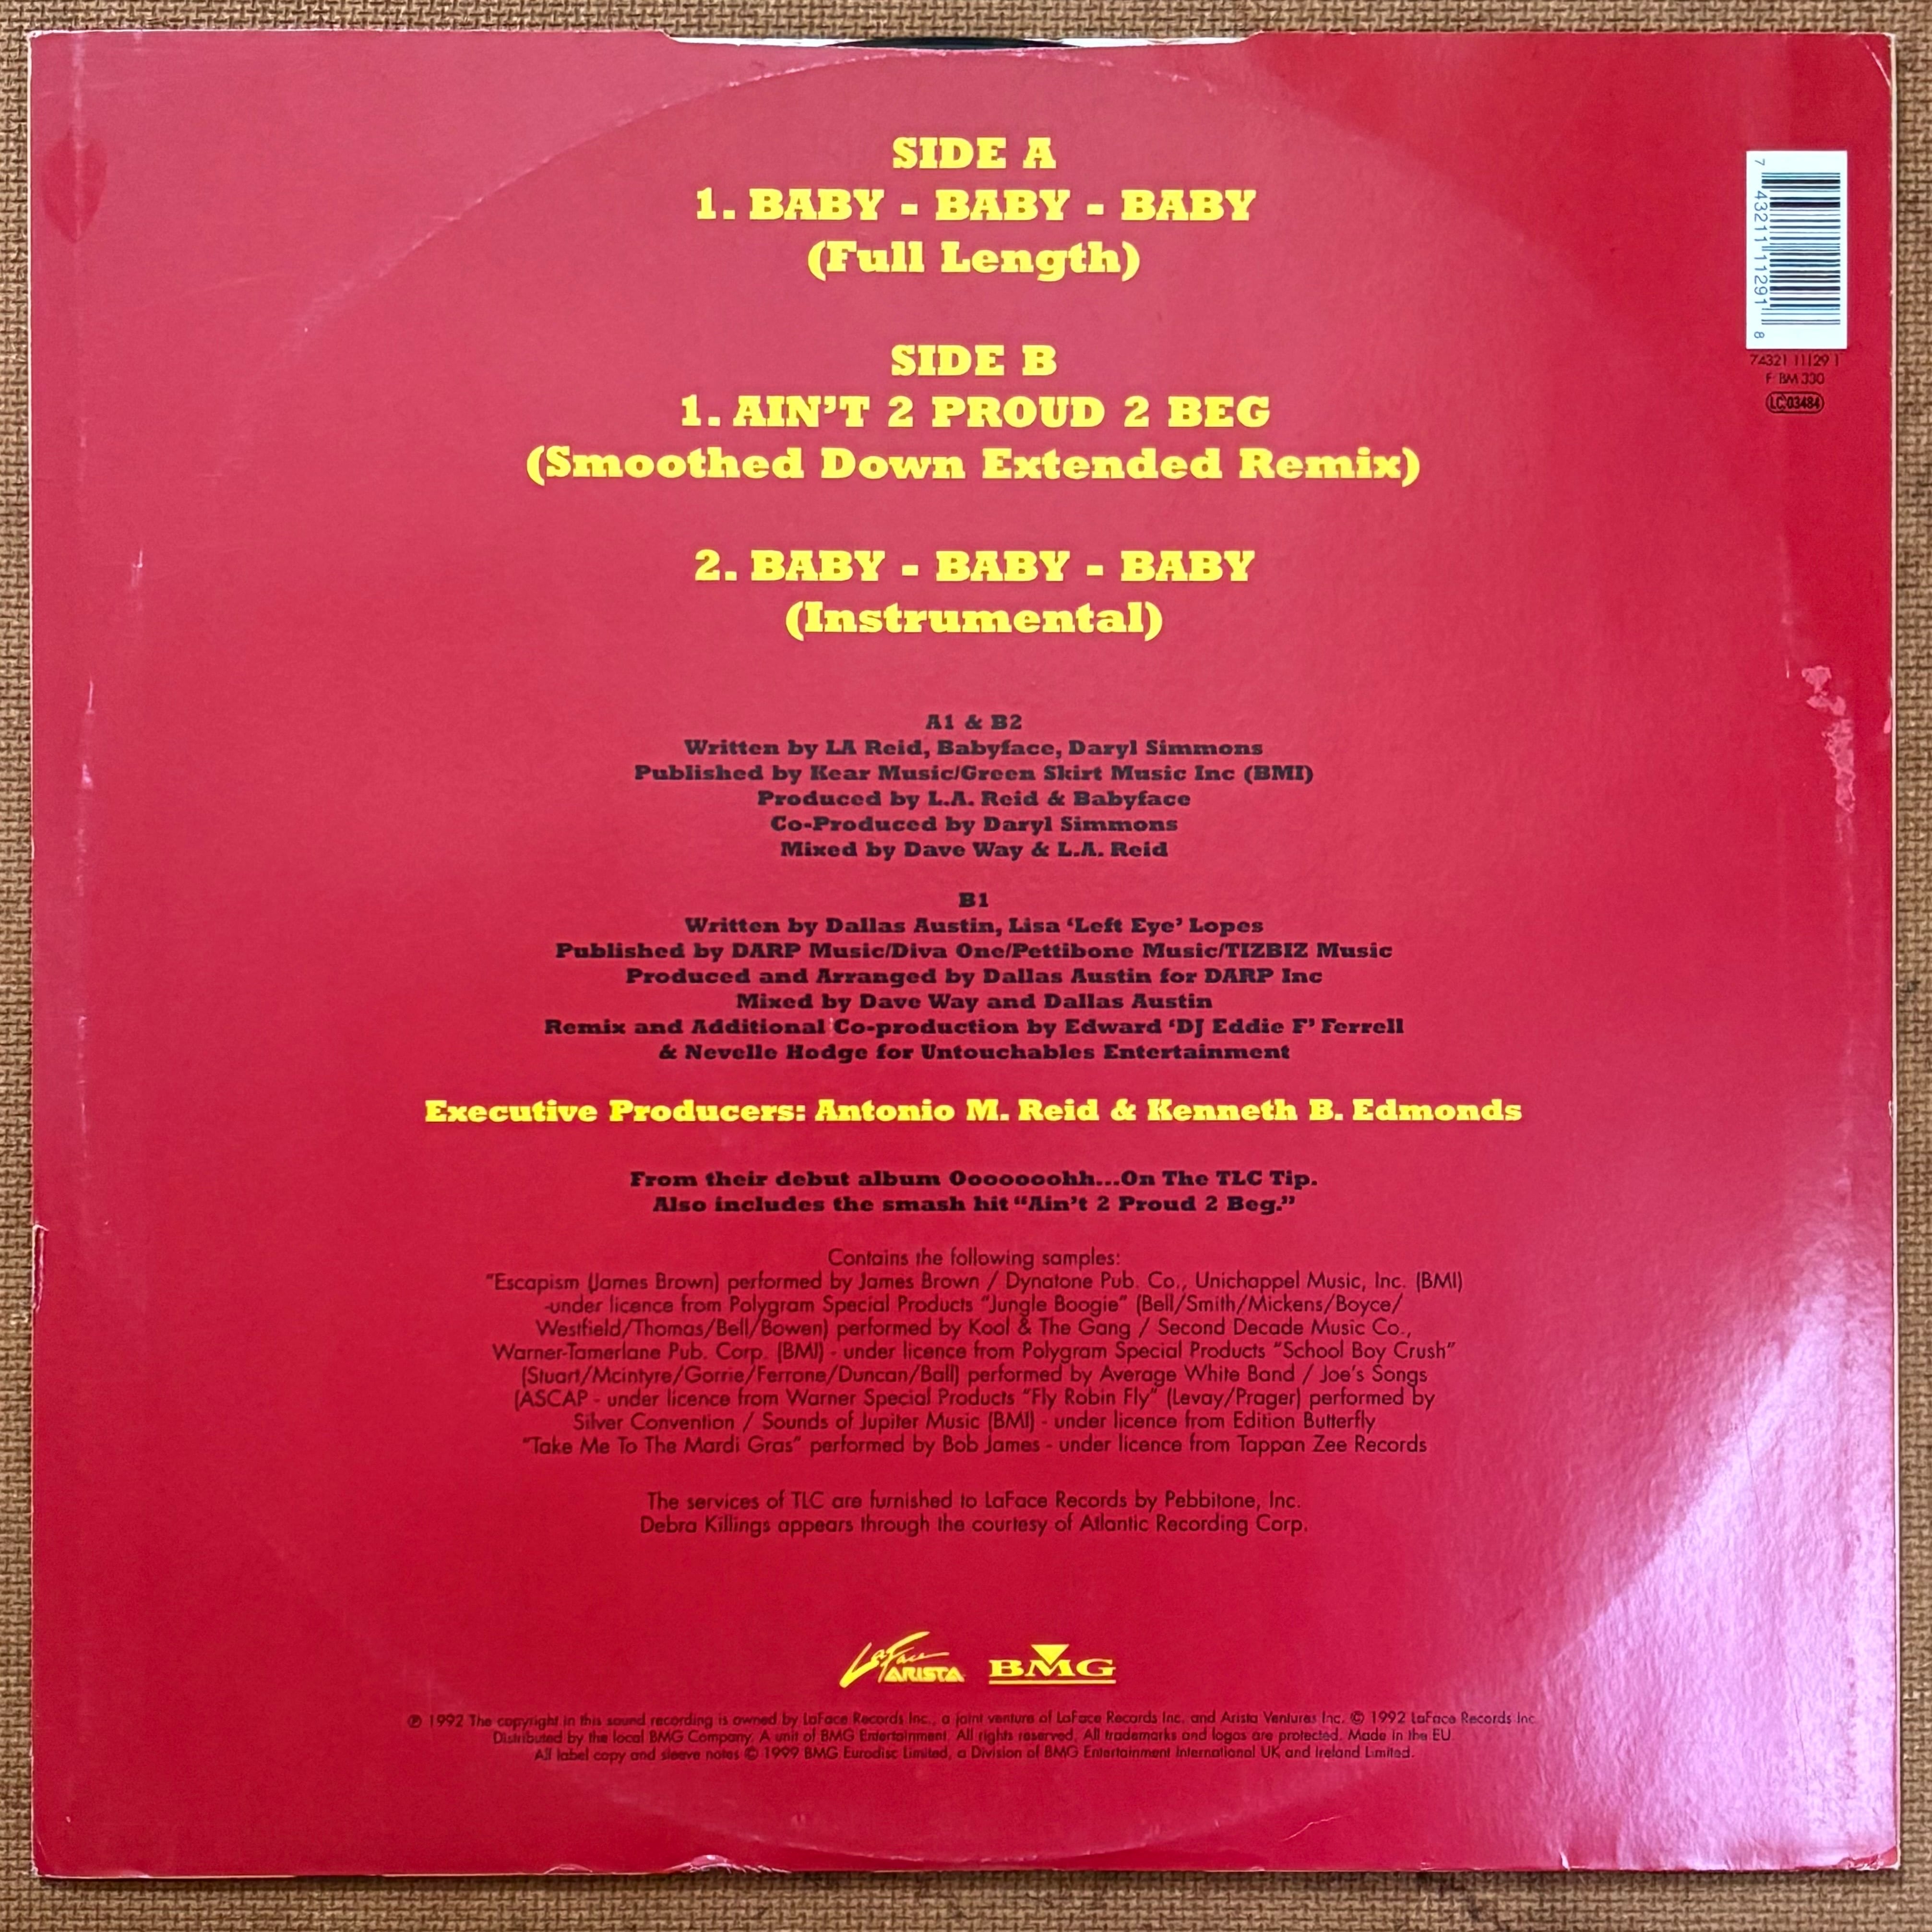 SIDE A
1. BABY - BABY - BABY
(Full Length)
SIDE B
1. AIN'T 2 PROUD 2 BEG
(Smoothed Down Extended Remix)
2. BABY - BABY - BABY
(Instrumental)
7 43211 11291 8
74321 11129 1
F: BM 330
LC 03484
A1 & B2
Written by LA Reid, Babyface, Daryl Simmons
Published by Kear Music/Green Skirt Music Inc (BMI)
Produced by L.A. Reid & Babyface
Co-Produced by Daryl Simmons
Mixed by Dave Way & L.A. Reid
B1
Written by Dallas Austin, Lisa ‘Left Eye’ Lopes
Published by DARP Music/Diva One/Pettibone Music/TIZBIZ Music
Produced and Arranged by Dallas Austin for DARP Inc
Mixed by Dave Way and Dallas Austin
Remix and Additional Co-production by Edward ‘DJ Eddie F’ Ferrell
& Nevelle Hodge for Untouchables Entertainment
Executive Producers: Antonio M. Reid & Kenneth B. Edmonds
From their debut album Ooooooohh...On The TLC Tip.
Also includes the smash hit “Ain’t 2 Proud 2 Beg.”
Contains the following samples:
“Escapism (James Brown) performed by James Brown / Dynatone Pub. Co., Unichappel Music, Inc. (BMI)
-under licence from Polygram Special Products “Jungle Boogie” (Bell/Smith/Mickens/Boyce/
Westfield/Thomas/Bell/Bowen) performed by Kool & The Gang / Second Decade Music Co.,
Warner-Tamerlane Pub. Corp. (BMI) - under licence from Polygram Special Products “School Boy Crush”
(Stuart/Mcintyre/Gorrie/Ferrone/Duncan/Ball) performed by Average White Band / Joe’s Songs
(ASCAP - under licence from Warner Special Products “Fly Robin Fly” (Levay/Prager) performed by
Silver Convention / Sounds of Jupiter Music (BMI) - under licence from Edition Butterfly
“Take Me To The Mardi Gras” performed by Bob James - under licence from Tappan Zee Records
The services of TLC are furnished to LaFace Records by Pebbitone, Inc.
Debra Killings appears through the courtesy of Atlantic Recording Corp.
LaFace ARISTA BMG
℗ 1992 The copyright in this sound recording is owned by LaFace Records Inc., a joint venture of LaFace Records Inc. and Arista Ventures Inc. © 1992 LaFace Records Inc.
Distributed by the local BMG Company. A unit of BMG Entertainment. All rights reserved. All trademarks and logos are protected. Made in the EU.
All label copy and sleeve notes © 1999 BMG Eurodisc Limited, a Division of BMG Entertainment International UK and Ireland Limited.